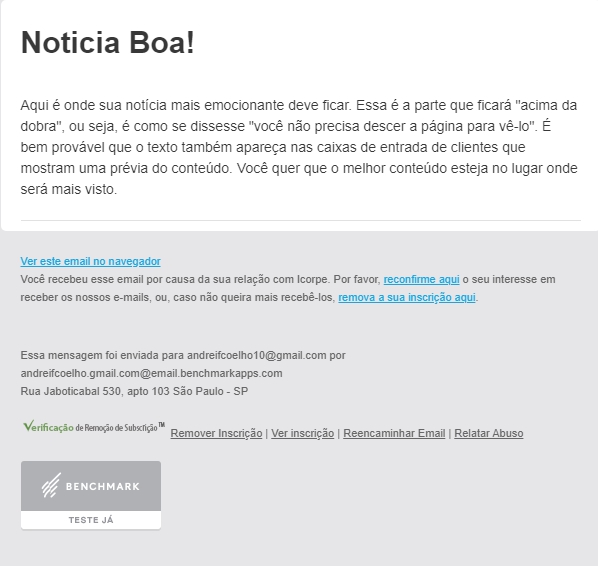 Noticia Boa!
Aqui é onde sua notícia mais emocionante deve ficar. Essa é a parte que ficará "acima da
dobra", ou seja, é como se dissesse "você não precisa descer a página para vê-lo". É
bem provável que o texto também apareça nas caixas de entrada de clientes que
mostram uma prévia do conteúdo. Você quer que o melhor conteúdo esteja no lugar onde
será mais visto.
Ver este email no navegador
Você recebeu esse email por causa da sua relação com Icorpe. Por favor, reconfirme aqui o seu interesse em
receber os nossos e-mails, ou, caso não queira mais recebê-los, remova a sua inscrição aqui.
Essa mensagem foi enviada para andreifcoelho10@gmail.com por
andreifcoelho.gmail.com@email.benchmarkapps.com
Rua Jaboticabal 530, apto 103 São Paulo - SP
Verificação de Remoção de Subscrição™ Remover Inscrição | Ver inscrição | Reencaminhar Email | Relatar Abuso
BENCHMARK
TESTE JÁ